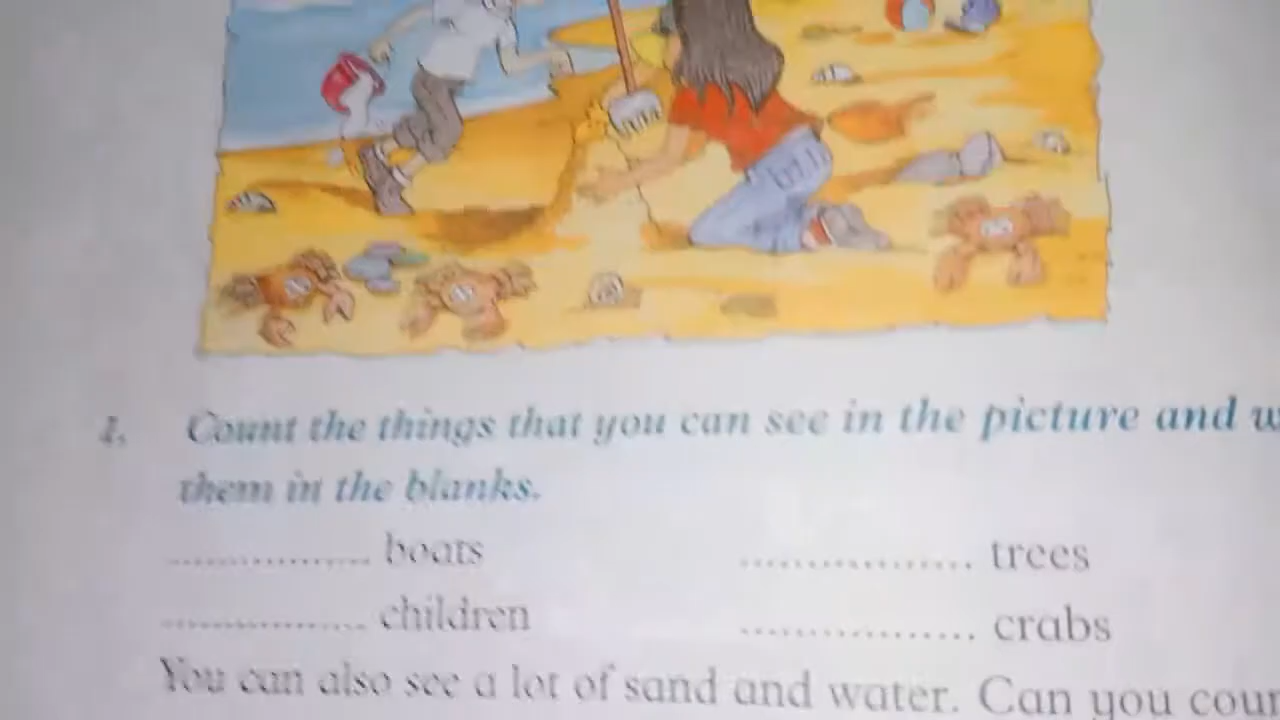 1. Count the things that you can see in the picture and
them in the blanks.
................ boats ................. trees
................ children ................. crabs
You can also see a lot of sand and water. Can you